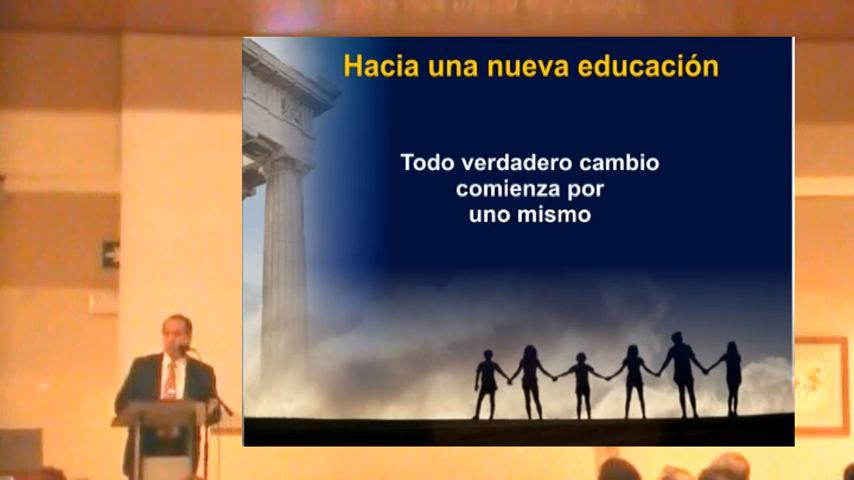 Hacia una nueva educación
Todo verdadero cambio
comienza por
uno mismo